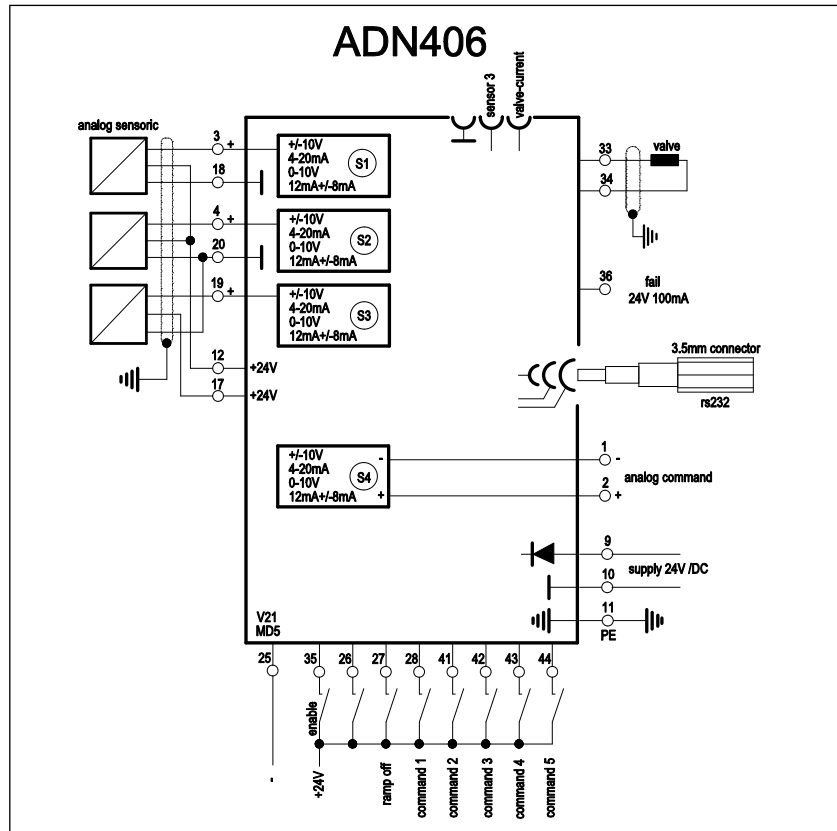 ADN406
analog sensoric
sensor 3
valve-current
3
+
+/-10V
4-20mA
0-10V
12mA+/-8mA
S1
18
33
valve
34
4
+
+/-10V
4-20mA
0-10V
12mA+/-8mA
S2
20
19
+
+/-10V
4-20mA
0-10V
12mA+/-8mA
S3
36
fail
24V 100mA
12
+24V
17
+24V
3.5mm connector
rs232
+/-10V
4-20mA
0-10V
12mA+/-8mA
S4
-
+
1
-
analog command
2
+
9
supply 24V /DC
10
11
PE
V21
MD5
25
35
26
27
28
41
42
43
44
enable
-
+24V
ramp off
command 1
command 2
command 3
command 4
command 5